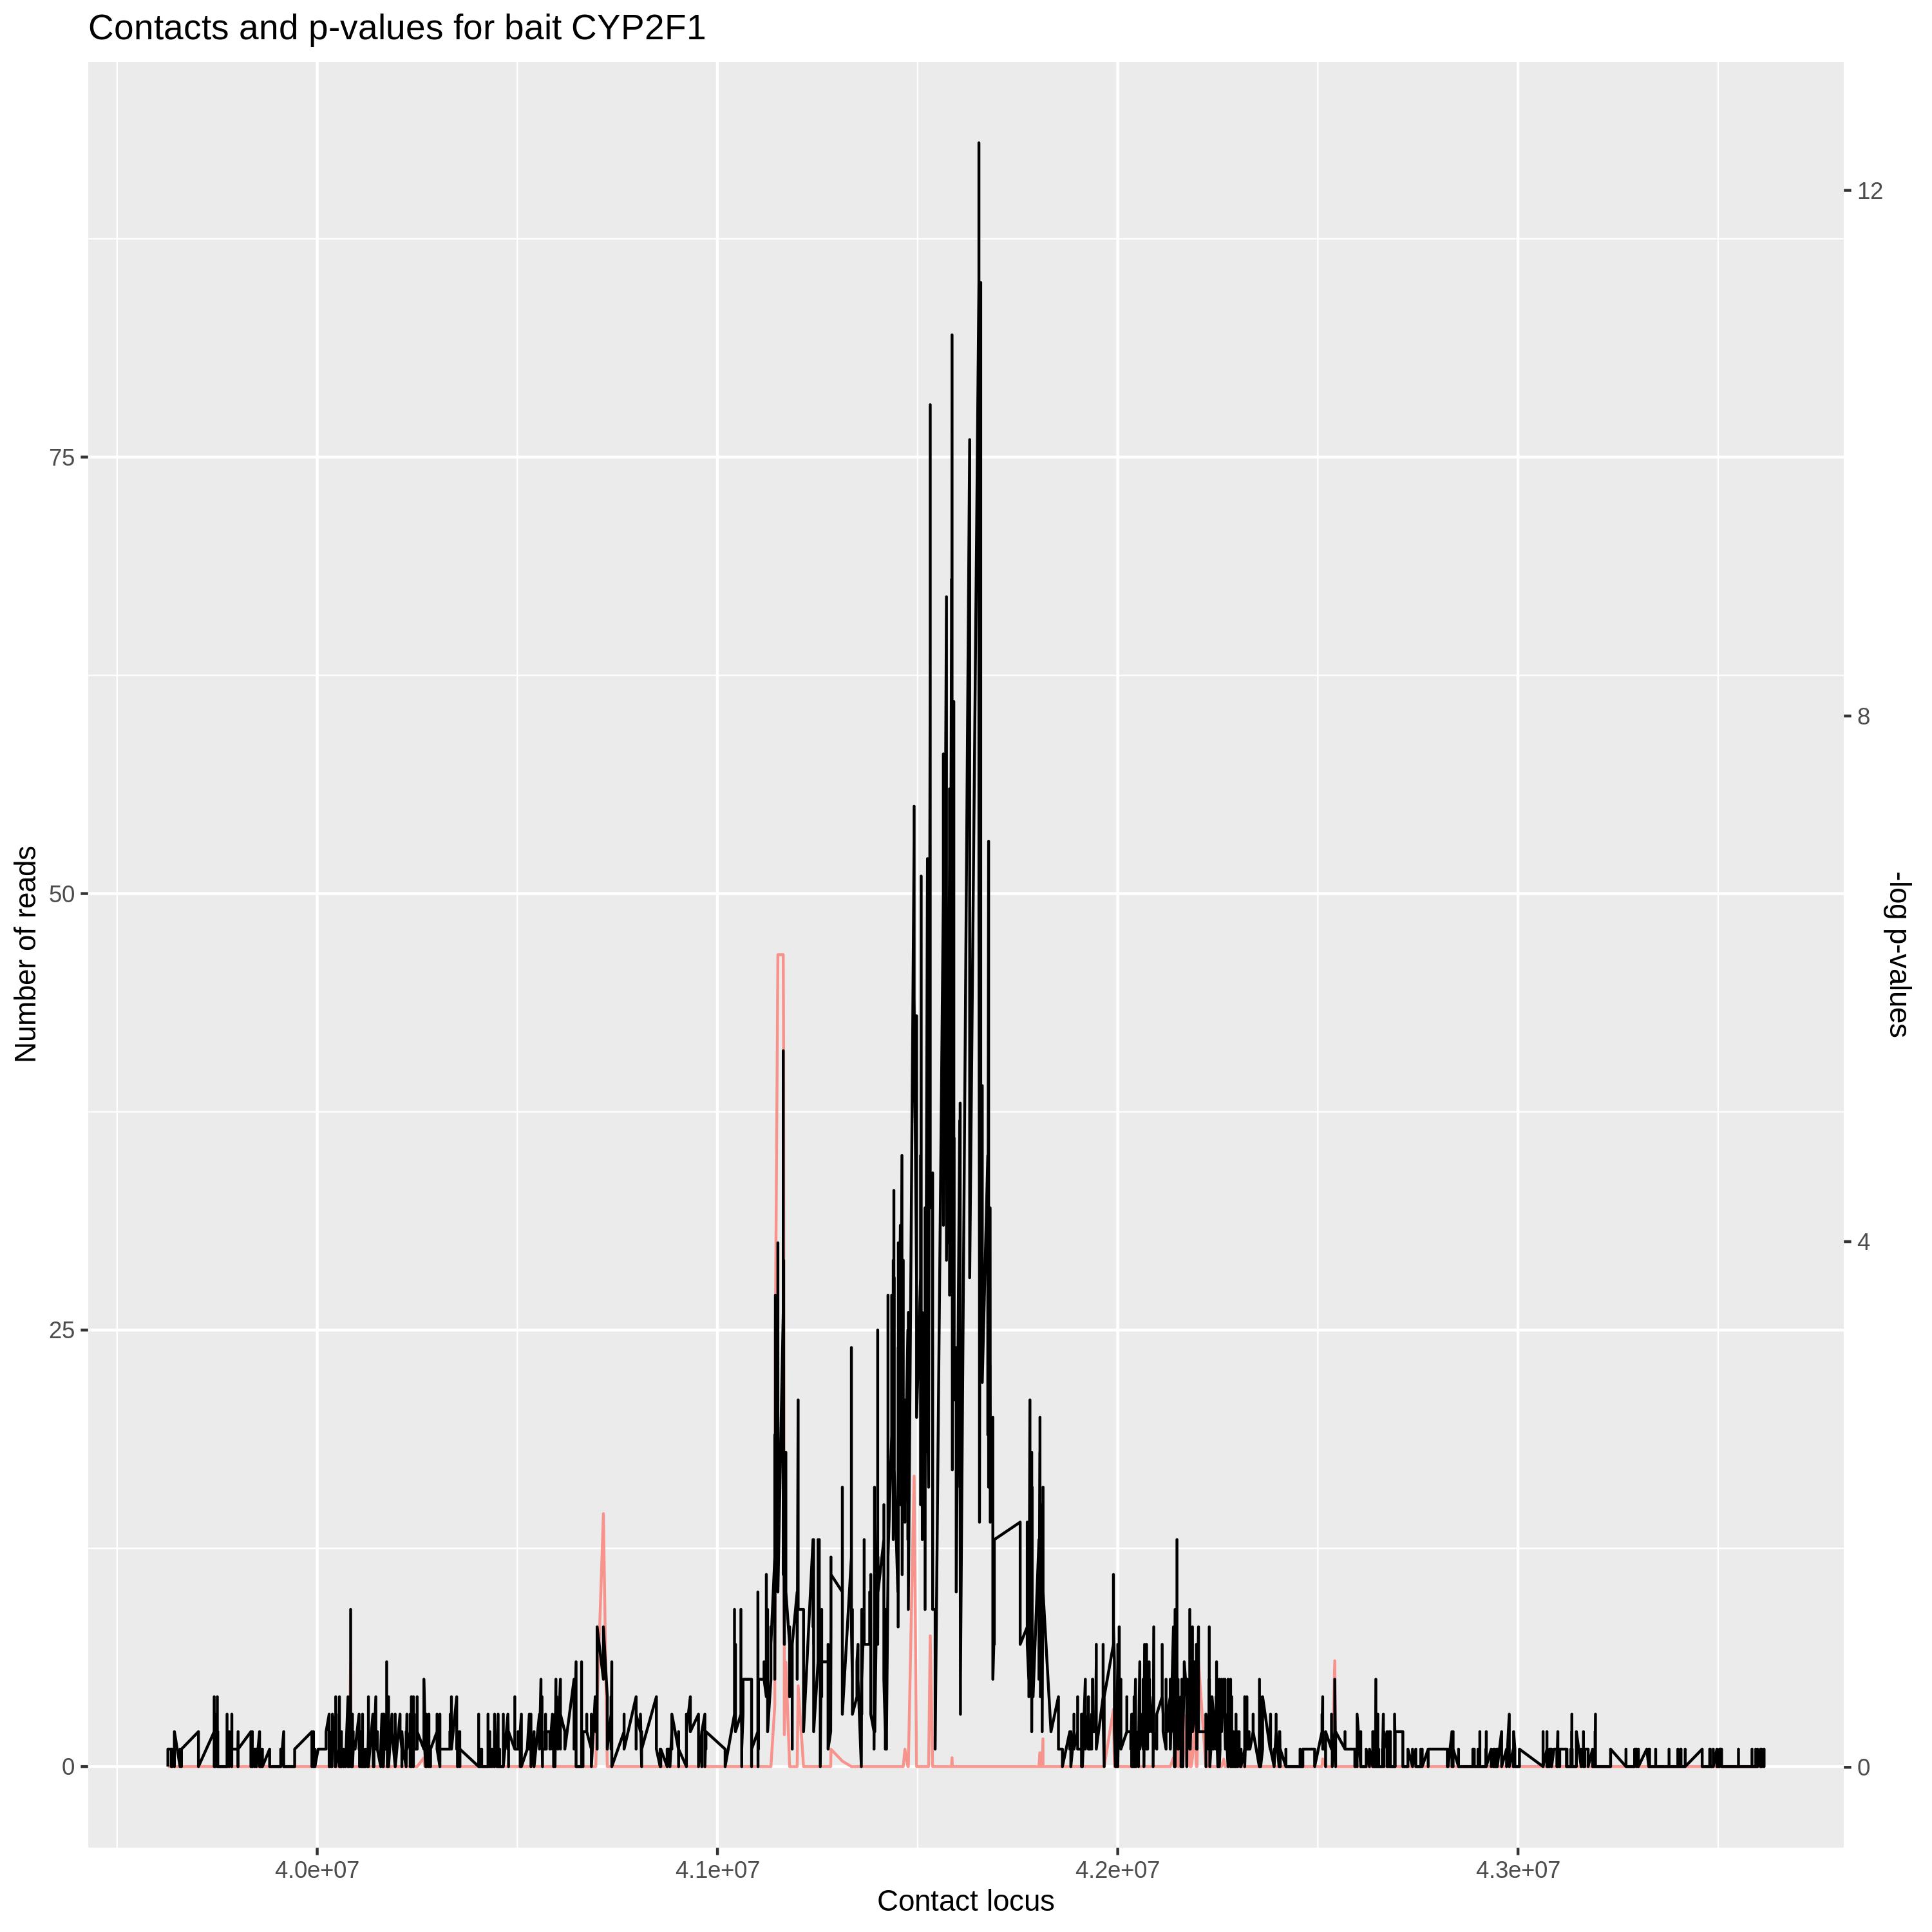 Contacts and p-values for bait CYP2F1
12
75
8
50
Number of reads
-log p-values
4
25
0
0
4.0e+07
4.1e+07
4.2e+07
4.3e+07
Contact locus